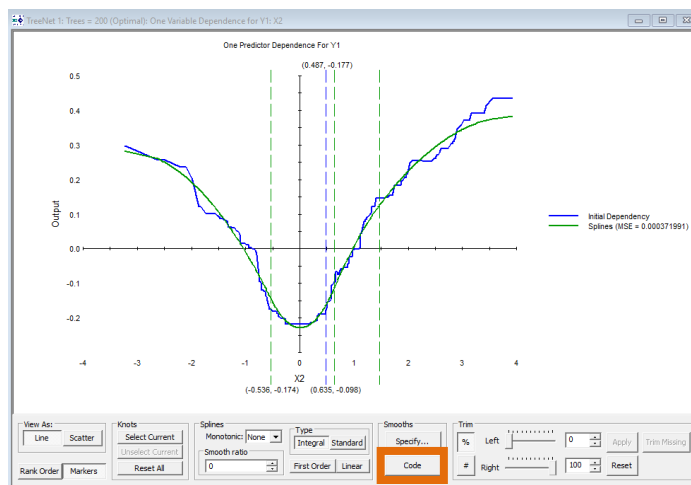 TreeNet 1: Trees = 200 (Optimal): One Variable Dependence for Y1: X2
One Predictor Dependence For Y1
(0.487, -0.177)
0.5
0.4
0.3
0.2
0.1
0.0
-0.1
-0.2
Output
-4
-3
-2
-1
0
1
2
3
4
X2
(-0.536, -0.174)
(0.635, -0.098)
Initial Dependency
Splines (MSE = 0.000371991)
View As:
Line
Scatter
Rank Order
Markers
Knots
Select Current
Unselect Current
Reset All
Splines
Monotonic:
None
Smooth ratio
0
Type
Integral
Standard
First Order
Linear
Smooths
Specify...
Code
Trim
%
Left
0
Apply
Trim Missing
#
Right
100
Reset